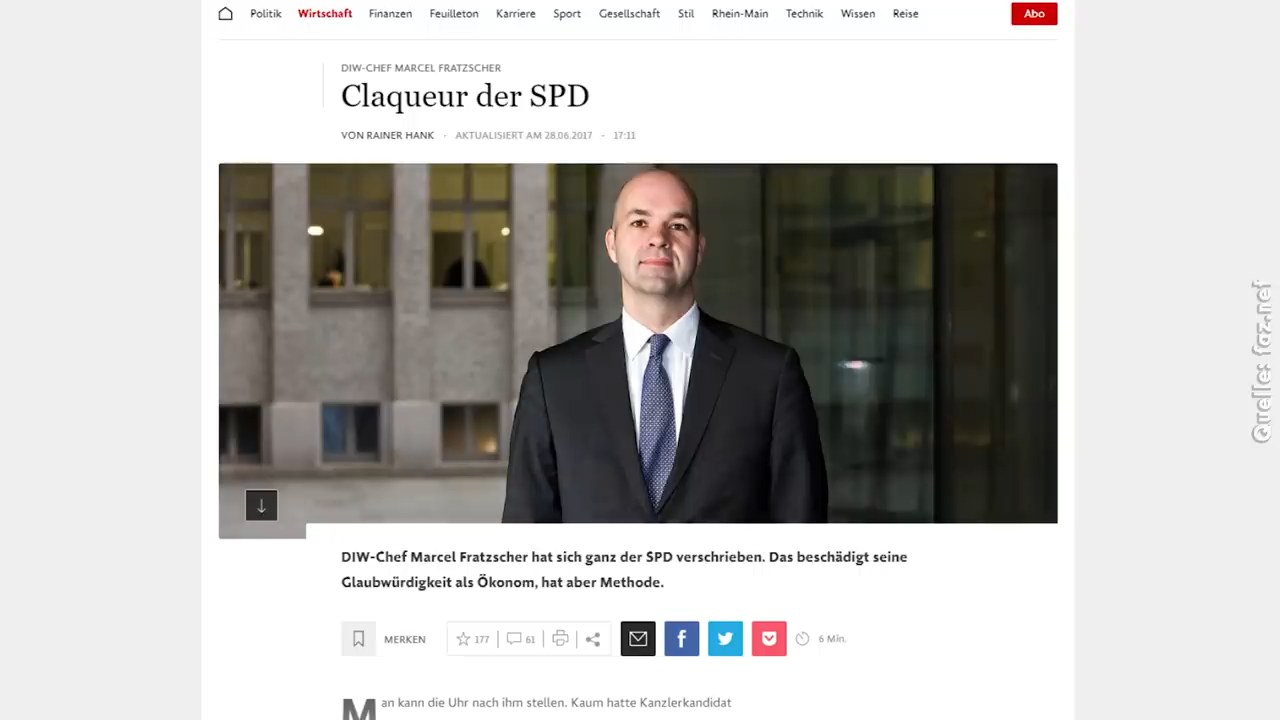 Politik Wirtschaft Finanzen Feuilleton Karriere Sport Gesellschaft Stil Rhein-Main Technik Wissen Reise Abo
DIW-CHEF MARCEL FRATZSCHER
Claqueur der SPD
VON RAINER HANK - AKTUALISIERT AM 28.06.2017 - 17:11
DIW-Chef Marcel Fratzscher hat sich ganz der SPD verschrieben. Das beschädigt seine
Glaubwürdigkeit als Ökonom, hat aber Methode.
MERKEN 177 61 6 Min.
Man kann die Uhr nach ihm stellen. Kaum hatte Kanzlerkandidat
Quelle: faz.net